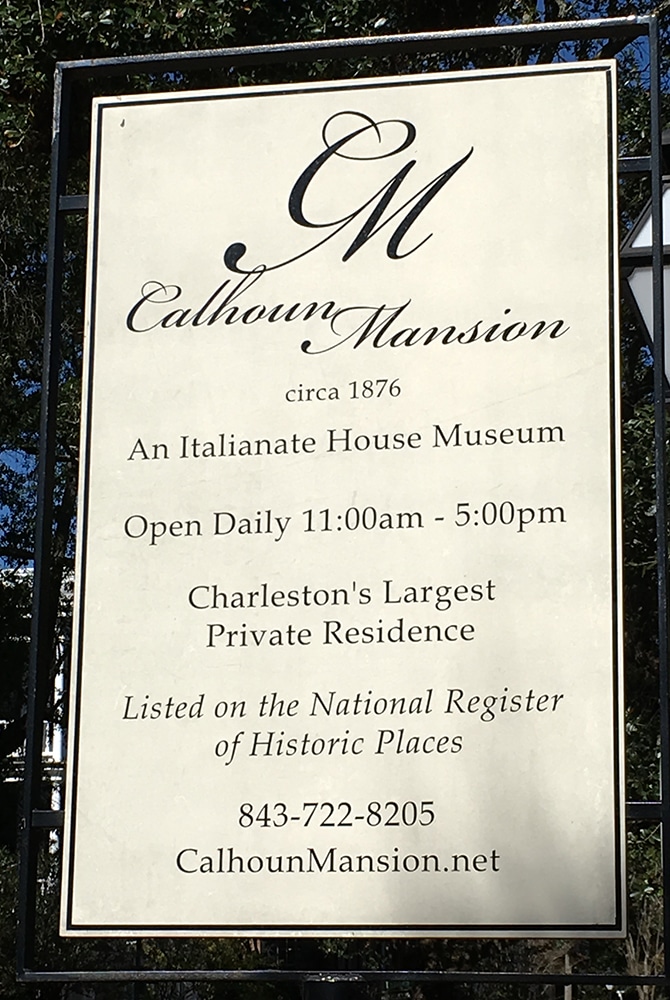 CM
Calhoun Mansion
circa 1876
An Italianate House Museum
Open Daily 11:00am - 5:00pm
Charleston's Largest
Private Residence
Listed on the National Register
of Historic Places
843-722-8205
CalhounMansion.net